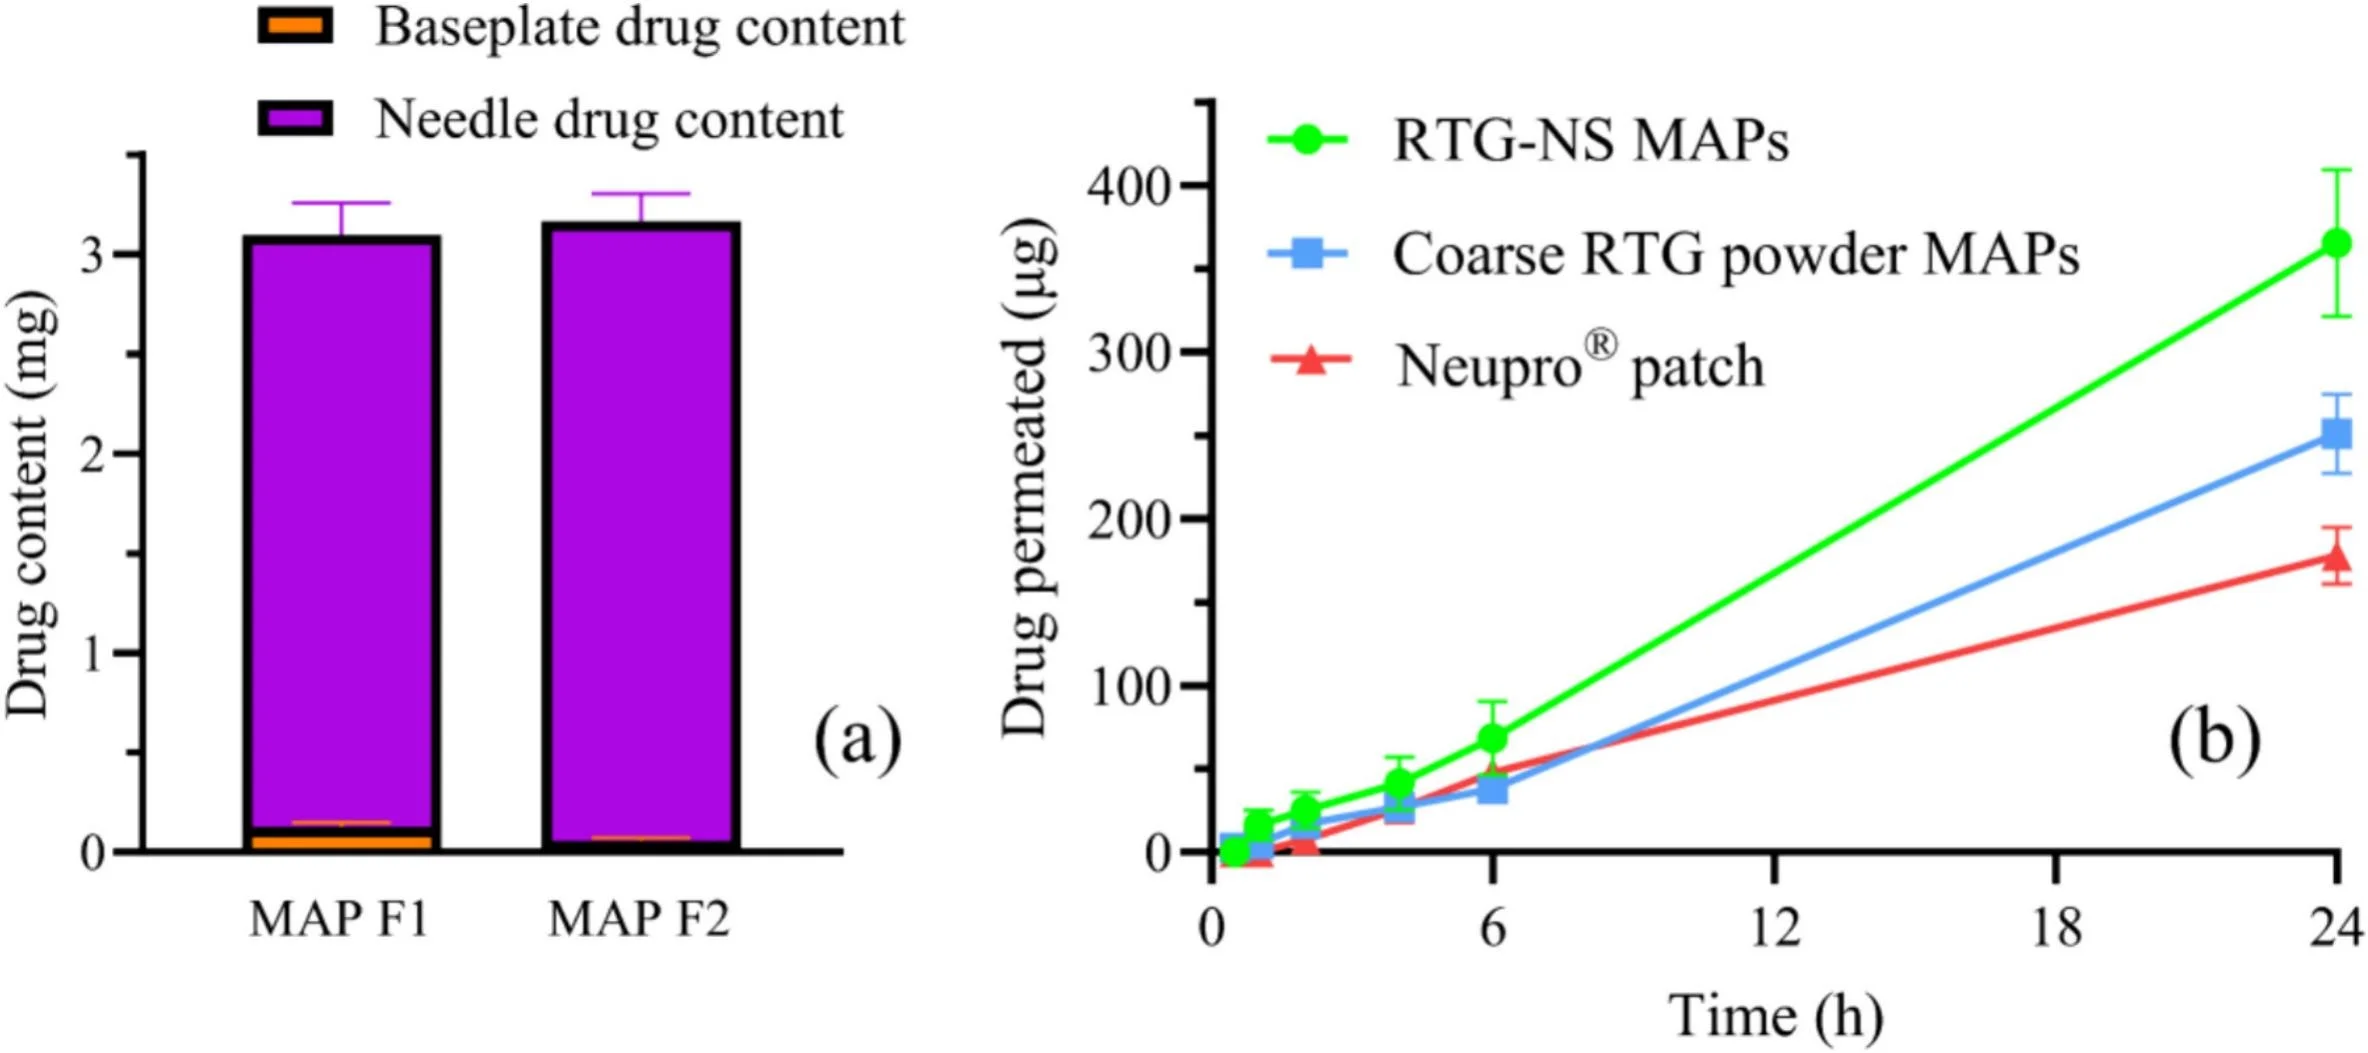 Baseplate drug content
Needle drug content
Drug content (mg)
3
2
1
0
MAP F1 MAP F2
(a)
RTG-NS MAPs
Coarse RTG powder MAPs
Neupro® patch
Drug permeated (µg)
400
300
200
100
0
0 6 12 18 24
Time (h)
(b)